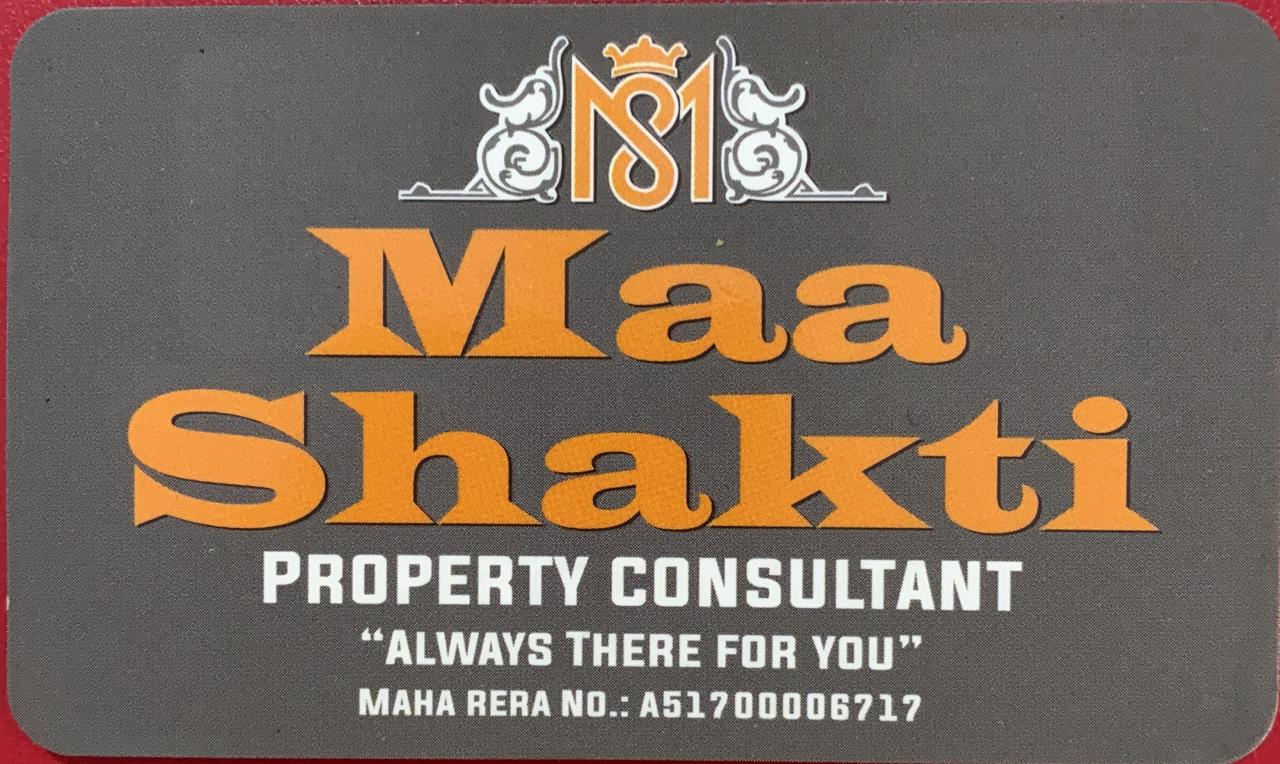 MS
Maa
Shakti
PROPERTY CONSULTANT
“ALWAYS THERE FOR YOU”
MAHA RERA NO.: A51700006717